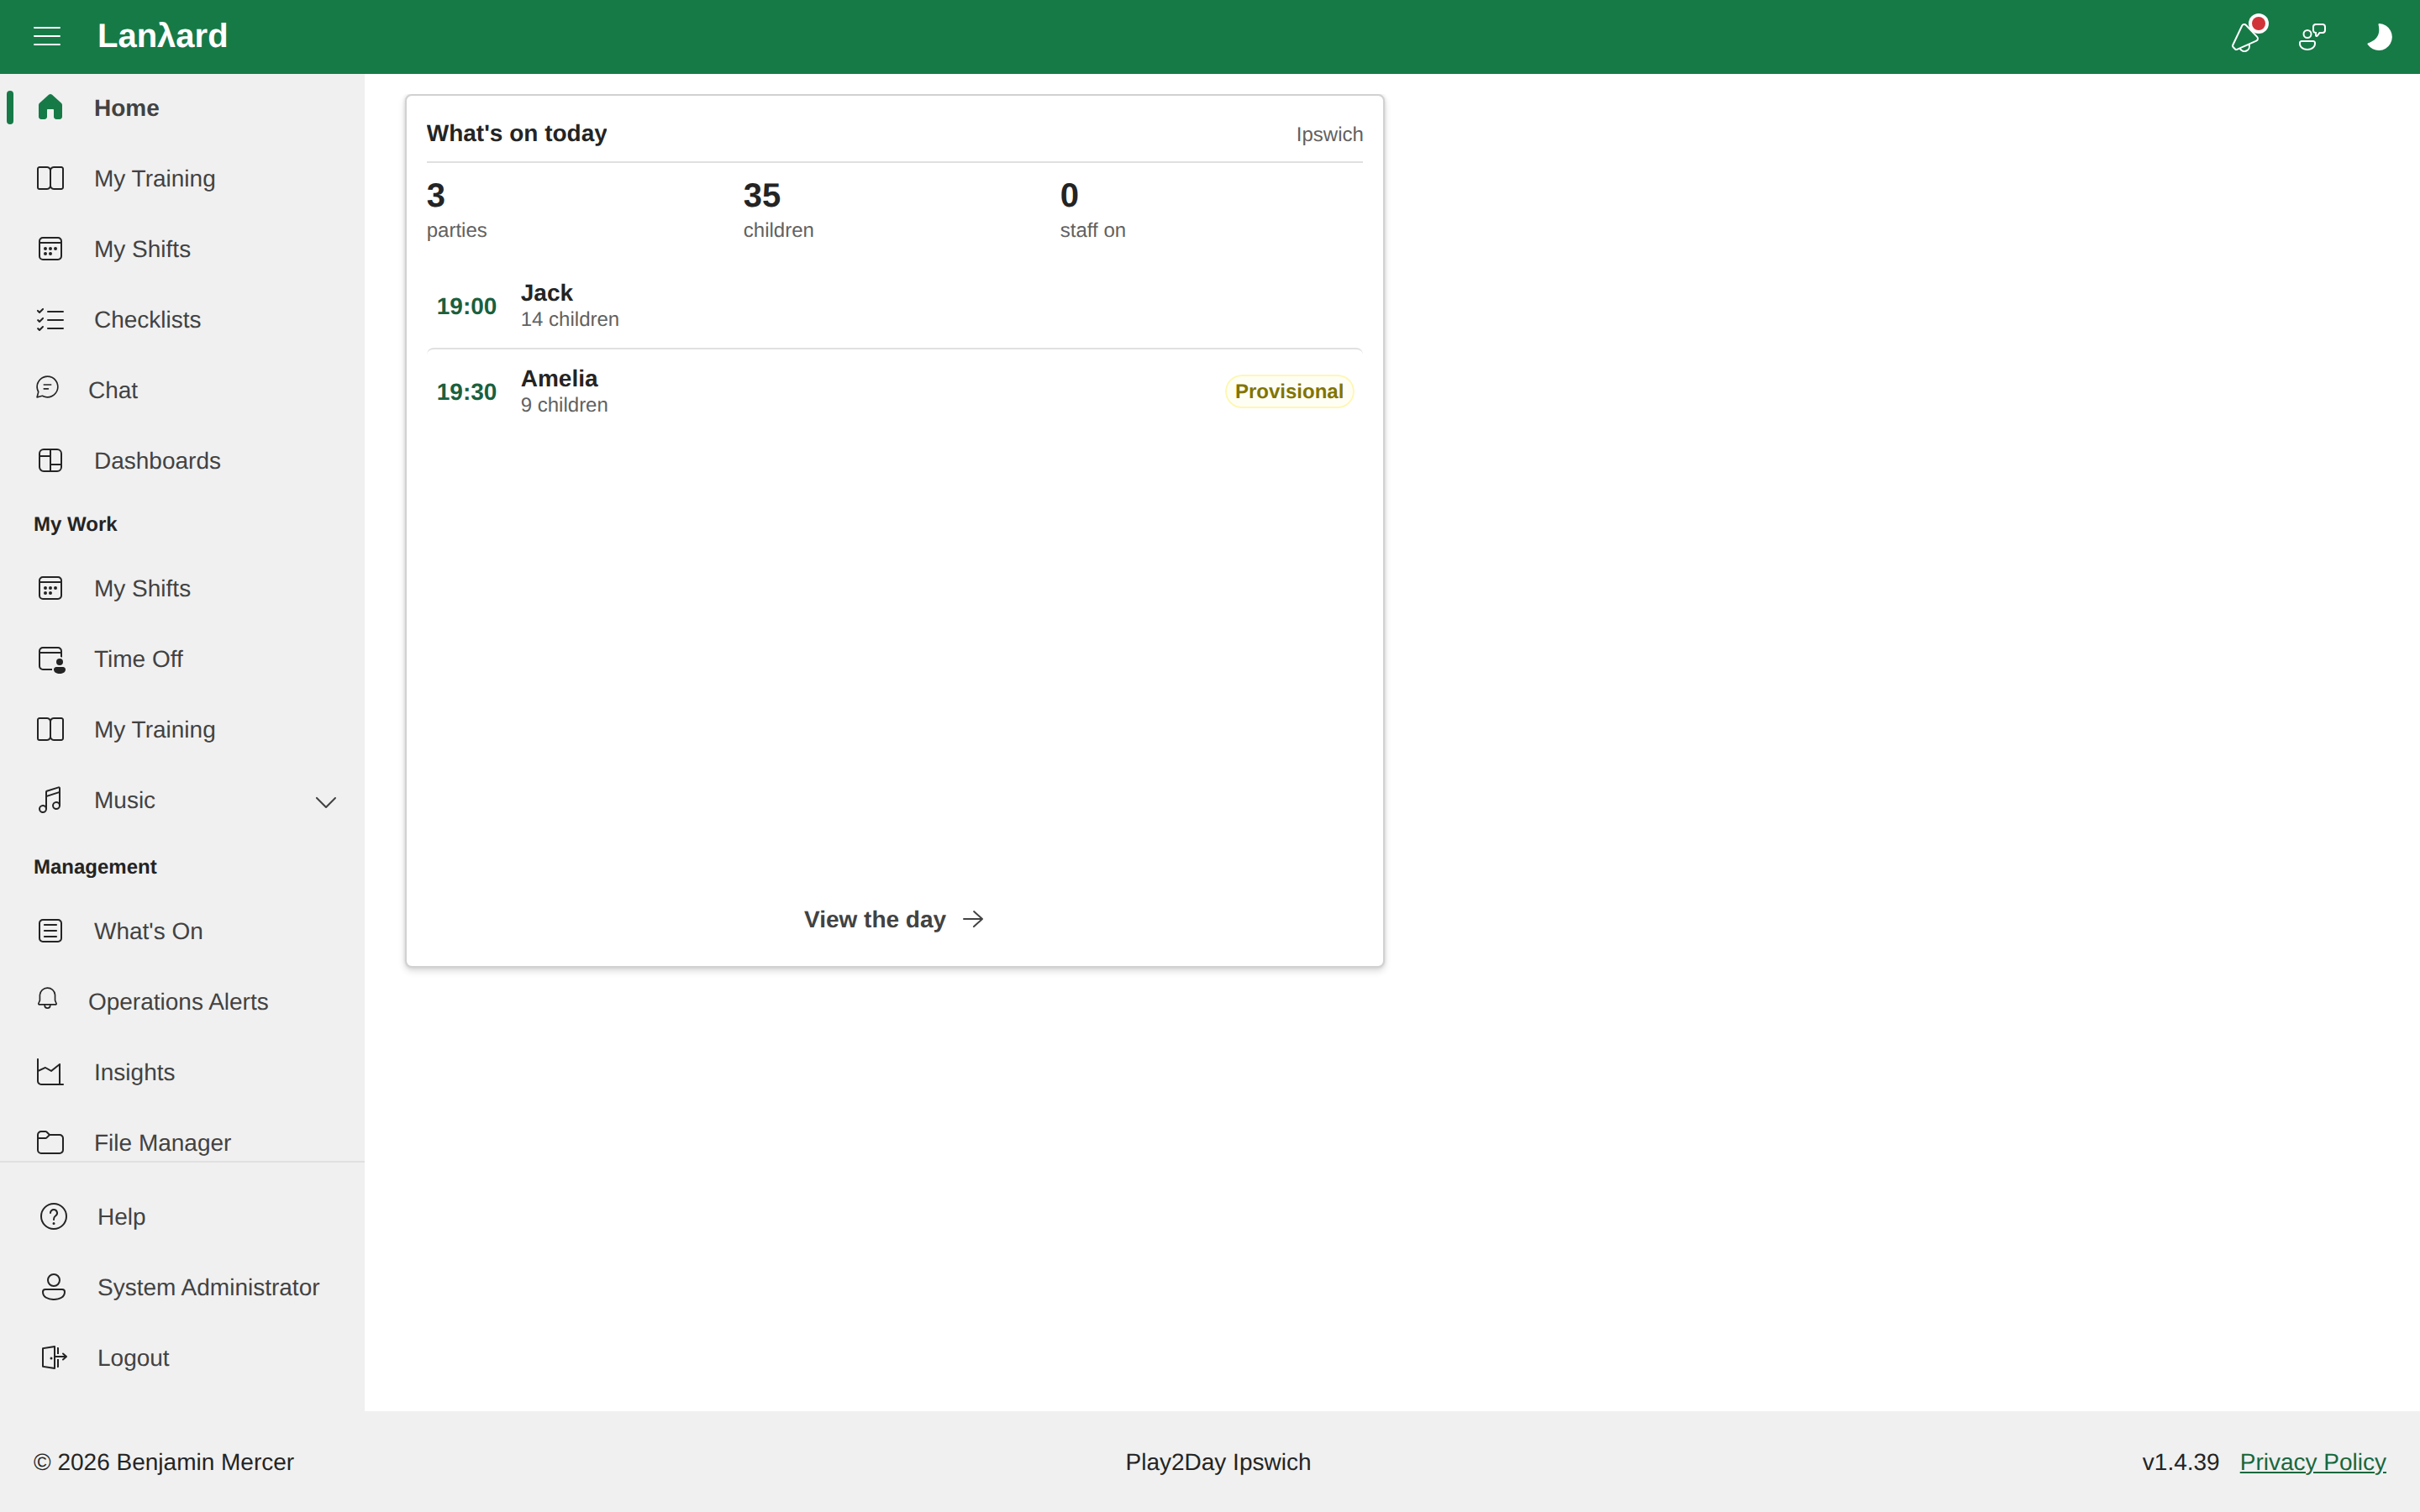 Lanλard
Home
My Training
My Shifts
Checklists
Chat
Dashboards
My Work
My Shifts
Time Off
My Training
Music
Management
What's On
Operations Alerts
Insights
File Manager
Help
System Administrator
Logout
What's on today
Ipswich
3
parties
35
children
0
staff on
19:00
Jack
14 children
19:30
Amelia
9 children
Provisional
View the day
© 2026 Benjamin Mercer
Play2Day Ipswich
v1.4.39
Privacy Policy